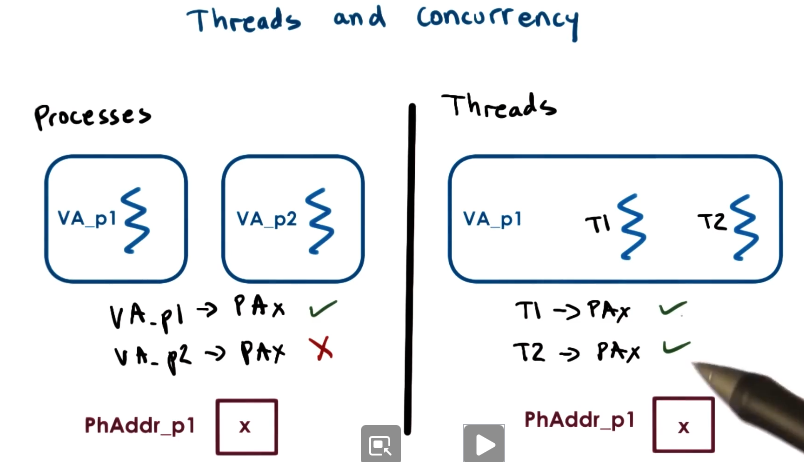 Threads and Concurrency
Processes
VA_p1
VA_p2
VA_p1 → PAx ✓
VA_p2 → PAx X
PhAddr_p1 x
Threads
VA_p1 T1 T2
T1 → PAx ✓
T2 → PAx ✓
PhAddr_p1 x